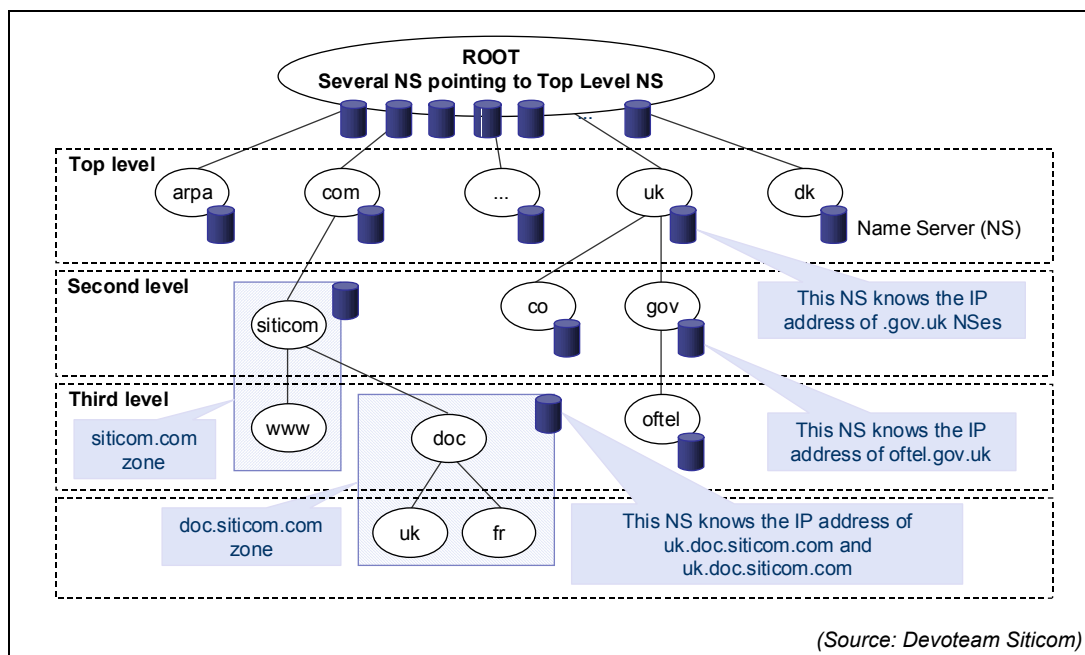 ROOT
Several NS pointing to Top Level NS
...
Top level
arpa
com
...
uk
dk
Name Server (NS)
Second level
siticom
co
gov
This NS knows the IP
address of .gov.uk NSes
Third level
siticom.com
zone
www
doc
oftel
This NS knows the IP
address of oftel.gov.uk
doc.siticom.com
zone
uk
fr
This NS knows the IP address of
uk.doc.siticom.com and
uk.doc.siticom.com
(Source: Devoteam Siticom)